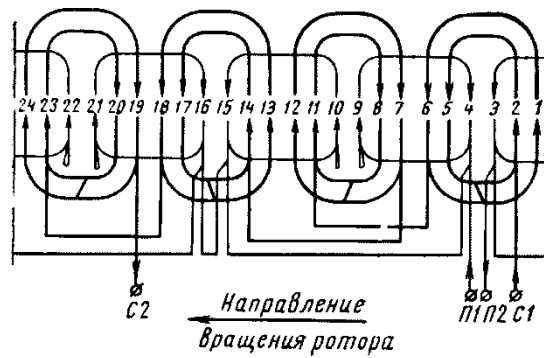 24 23 22 21 20 19 18 17 16 15 14 13 12 11 10 9 8 7 6 5 4 3 2 1
С2
П1 П2 С1
Направление
вращения ротора